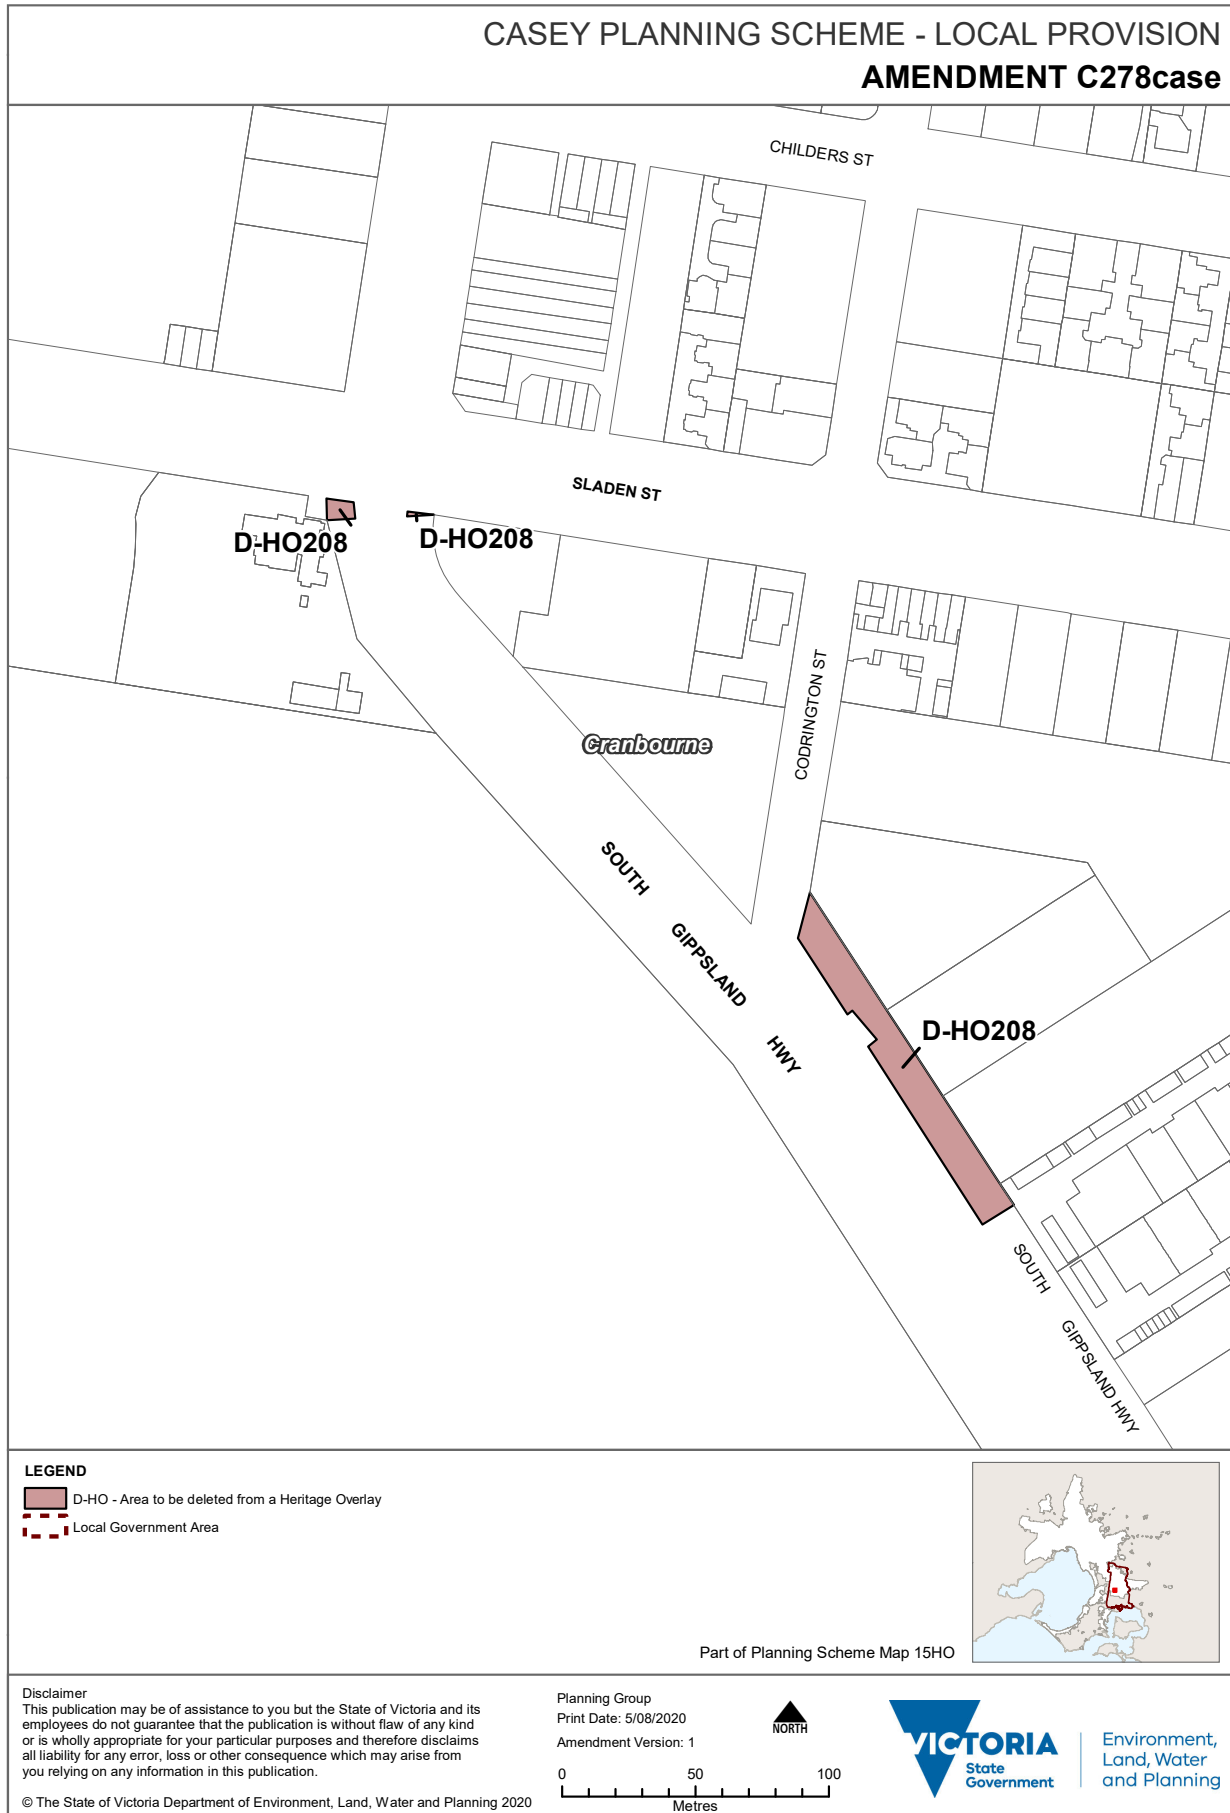 CASEY PLANNING SCHEME - LOCAL PROVISION
AMENDMENT C278case
CHILDERS ST
SLADEN ST
D-HO208
D-HO208
CODRINGTON ST
Cranbourne
SOUTH GIPPSLAND HWY
D-HO208
SOUTH GIPPSLAND HWY
LEGEND
D-HO - Area to be deleted from a Heritage Overlay
Local Government Area
Part of Planning Scheme Map 15HO
Disclaimer
This publication may be of assistance to you but the State of Victoria and its
employees do not guarantee that the publication is without flaw of any kind
or is wholly appropriate for your particular purposes and therefore disclaims
all liability for any error, loss or other consequence which may arise from
you relying on any information in this publication.
© The State of Victoria Department of Environment, Land, Water and Planning 2020
Planning Group
Print Date: 5/08/2020
Amendment Version: 1
NORTH
0 50 100
Metres
VICTORIA
State
Government
Environment,
Land, Water
and Planning